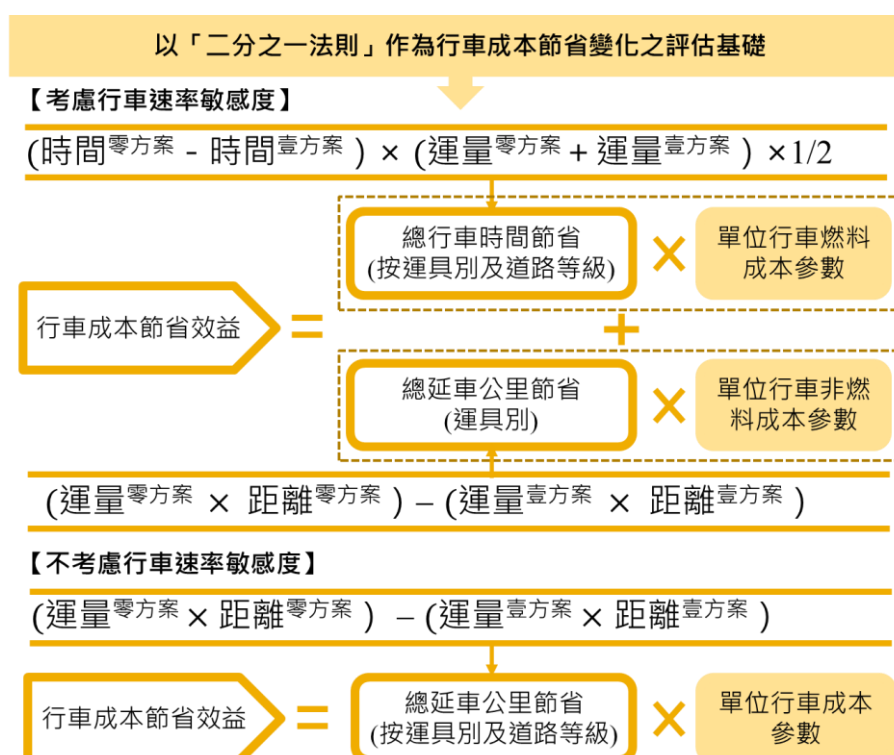 以「二分之一法則」作為行車成本節省變化之評估基礎
【考慮行車速率敏感度】
(時間零方案 - 時間壹方案 ) × (運量零方案 + 運量壹方案 ) ×1/2
總行車時間節省
(按運具別及道路等級)
×
單位行車燃料
成本參數
行車成本節省效益
=
+
總延車公里節省
(運具別)
×
單位行車非燃
料成本參數
(運量零方案 × 距離零方案 ) – (運量壹方案 × 距離壹方案 )
【不考慮行車速率敏感度】
(運量零方案 × 距離零方案 ) – (運量壹方案 × 距離壹方案 )
行車成本節省效益
=
總延車公里節省
(按運具別及道路等級)
×
單位行車成本
參數